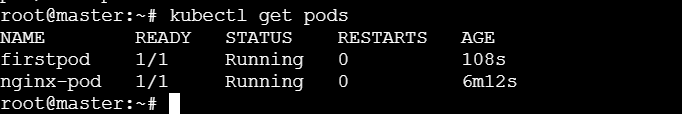 root@master:~# kubectl get pods
NAME        READY   STATUS    RESTARTS   AGE
firstpod    1/1     Running   0          108s
nginx-pod   1/1     Running   0          6m12s
root@master:~#